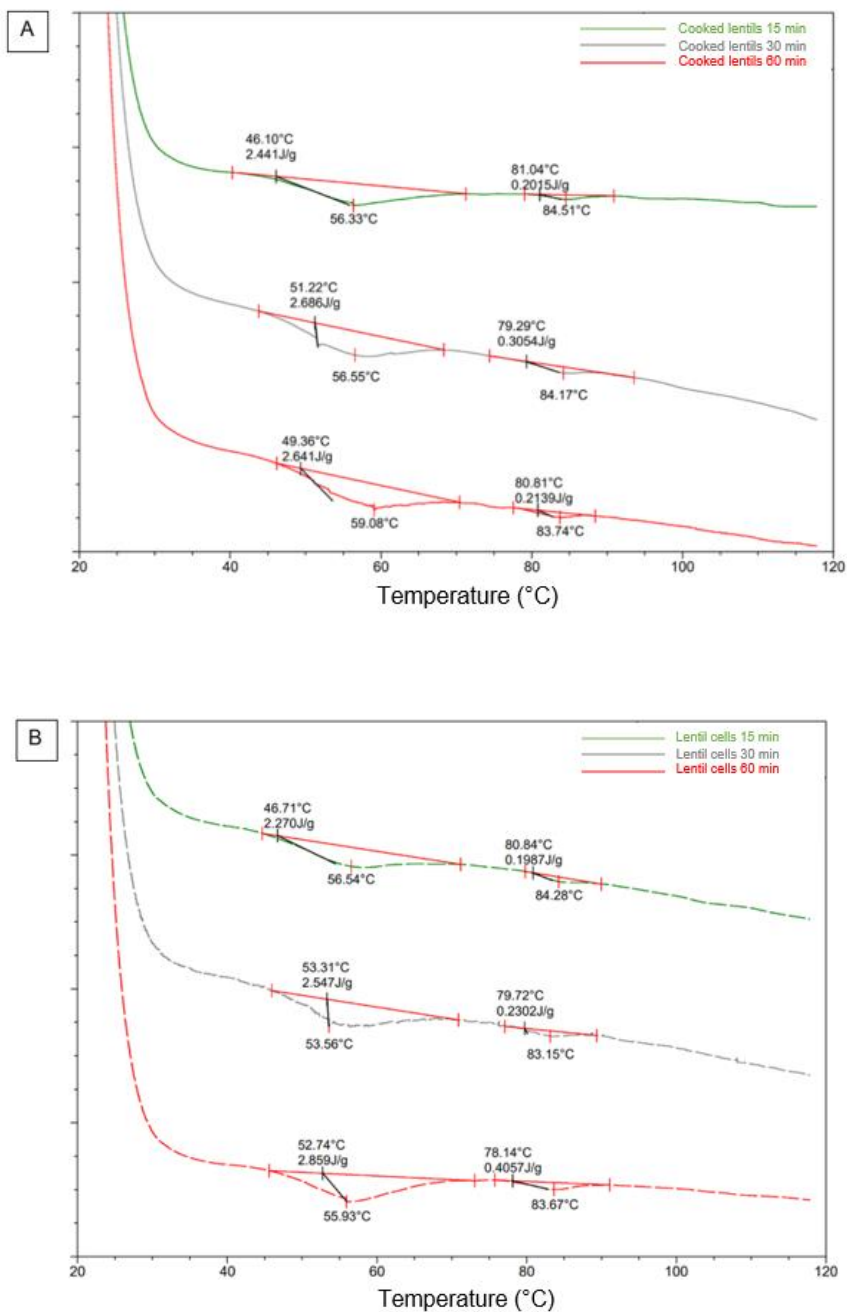 A
Cooked lentils 15 min
Cooked lentils 30 min
Cooked lentils 60 min
46.10°C
2.441J/g
56.33°C
81.04°C
0.2015J/g
84.51°C
51.22°C
2.686J/g
56.55°C
79.29°C
0.3054J/g
84.17°C
49.36°C
2.641J/g
59.08°C
80.81°C
0.2139J/g
83.74°C
20 40 60 80 100 120
Temperature (°C)
B
Lentil cells 15 min
Lentil cells 30 min
Lentil cells 60 min
46.71°C
2.270J/g
56.54°C
80.84°C
0.1987J/g
84.28°C
53.31°C
2.547J/g
53.56°C
79.72°C
0.2302J/g
83.15°C
52.74°C
2.859J/g
55.93°C
78.14°C
0.4057J/g
83.67°C
20 40 60 80 100 120
Temperature (°C)